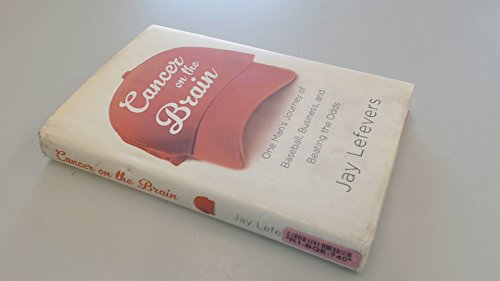 Cancer
on the
Brain
One Man's Journey of
Baseball, Business, and
Beating the Odds
Jay Lefevers
Cancer on the Brain
Jay Lefe